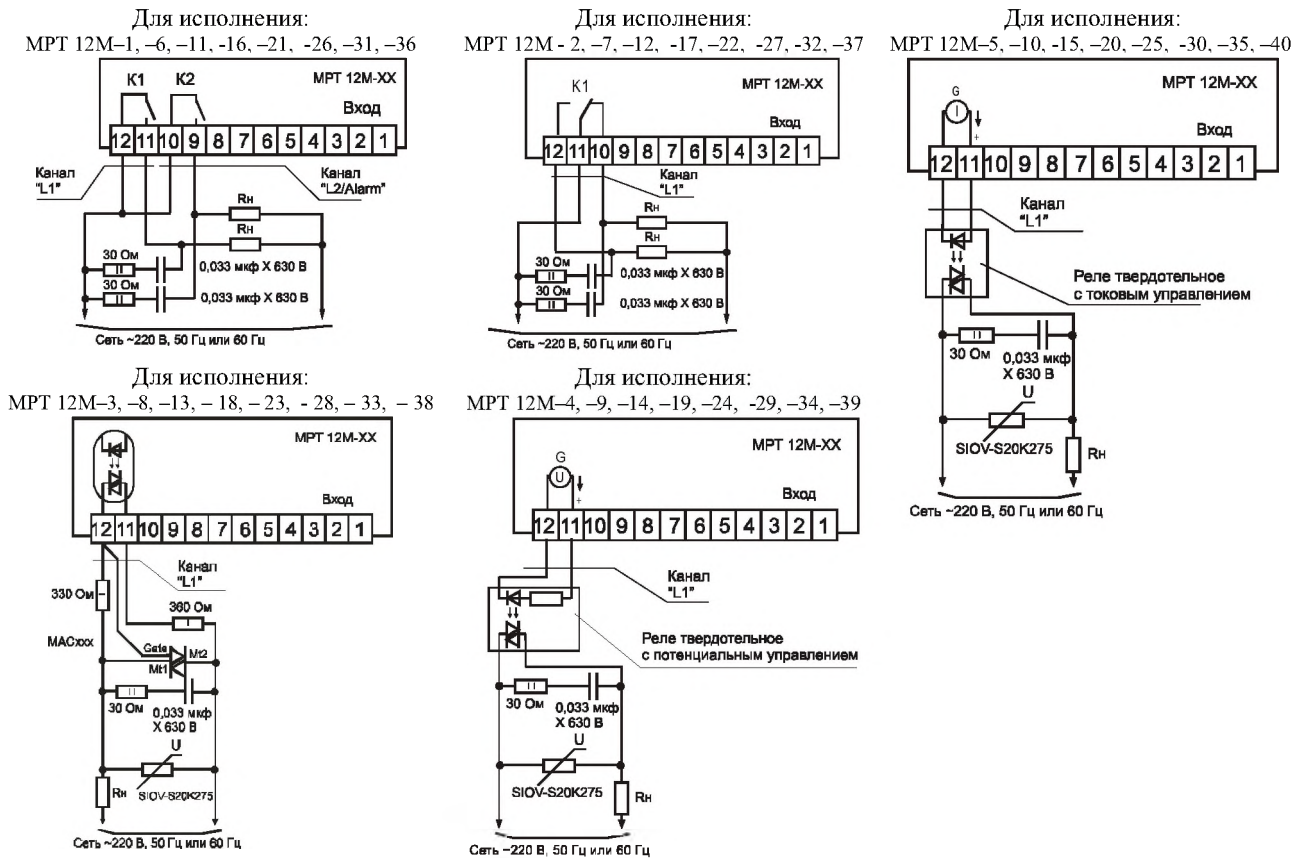 Для исполнения:
МРТ 12М–1, –6, –11, -16, –21, -26, –31, –36
K1
K2
МРТ 12М-XX
Вход
12 11 10 9 8 7 6 5 4 3 2 1
Канал
"L1"
Канал
"L2/Alarm"
Rн
Rн
30 Ом
0,033 мкф X 630 В
30 Ом
0,033 мкф X 630 В
Сеть ~220 В, 50 Гц или 60 Гц
Для исполнения:
МРТ 12М - 2, –7, –12, -17, –22, -27, -32, –37
K1
МРТ 12М-XX
Вход
12 11 10 9 8 7 6 5 4 3 2 1
Канал
"L1"
Rн
Rн
30 Ом
0,033 мкф X 630 В
30 Ом
0,033 мкф X 630 В
Сеть ~220 В, 50 Гц или 60 Гц
Для исполнения:
МРТ 12М–5, –10, -15, –20, –25, -30, –35, –40
G
I
+
МРТ 12М-XX
Вход
12 11 10 9 8 7 6 5 4 3 2 1
Канал
"L1"
Реле твердотельное
с токовым управлением
30 Ом
0,033 мкф
X 630 В
U
SIOV-S20K275
Rн
Сеть ~220 В, 50 Гц или 60 Гц
Для исполнения:
МРТ 12М–3, –8, –13, – 18, – 23, - 28, – 33, – 38
МРТ 12М-XX
Вход
12 11 10 9 8 7 6 5 4 3 2 1
Канал
"L1"
330 Ом
360 Ом
MACxxx
Gate
Mt2
Mt1
30 Ом
0,033 мкф
X 630 В
U
SIOV-S20K275
Rн
Сеть ~220 В, 50 Гц или 60 Гц
Для исполнения:
МРТ 12М–4, –9, –14, –19, –24, -29, –34, –39
G
U
+
МРТ 12М-XX
Вход
12 11 10 9 8 7 6 5 4 3 2 1
Канал
"L1"
Реле твердотельное
с потенциальным управлением
30 Ом
0,033 мкф
X 630 В
U
SIOV-S20K275
Rн
Сеть ~220 В, 50 Гц или 60 Гц